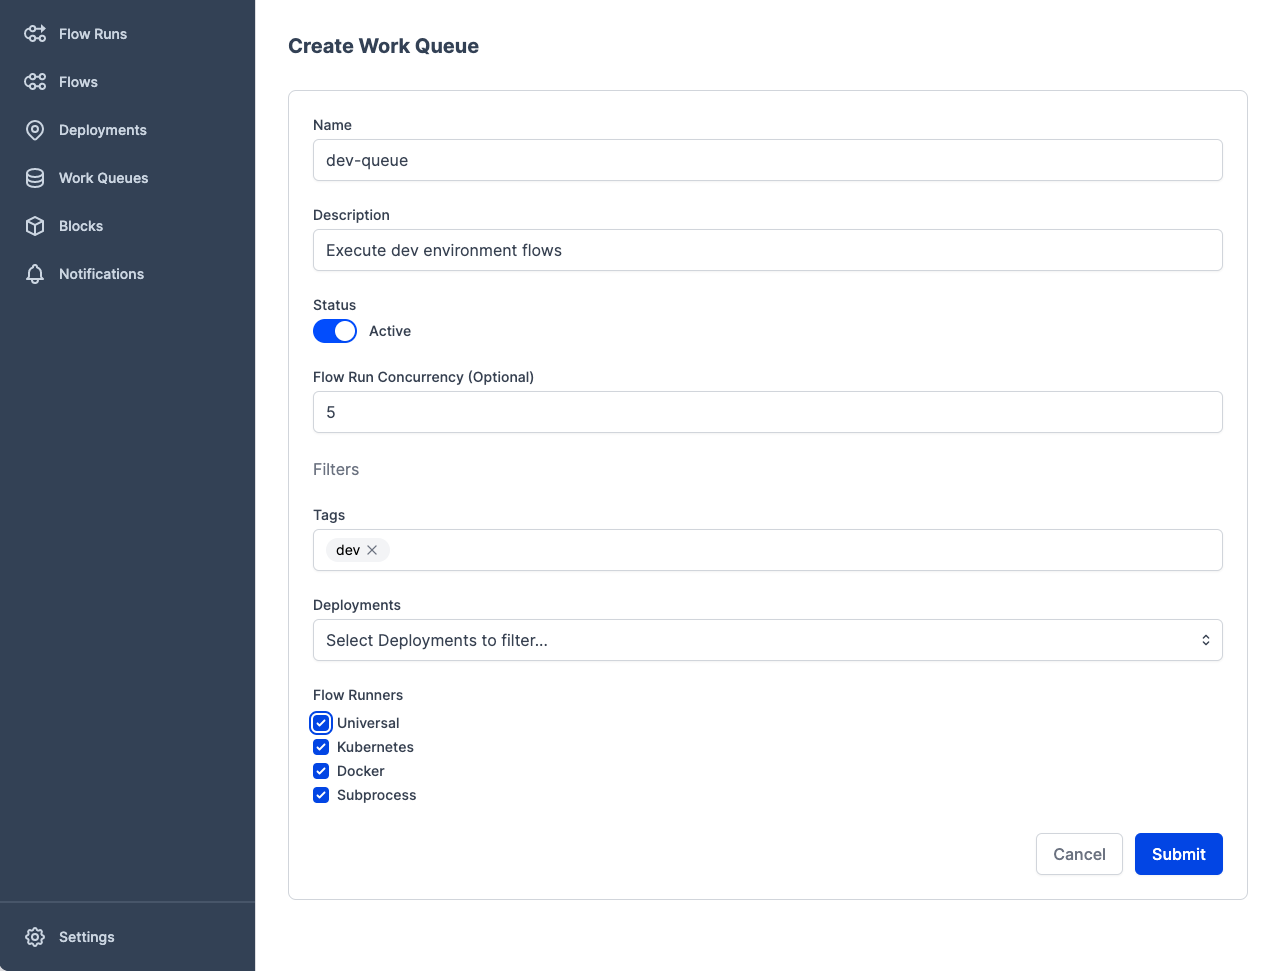 Flow Runs
Flows
Deployments
Work Queues
Blocks
Notifications
Settings
Create Work Queue
Name
dev-queue
Description
Execute dev environment flows
Status
Active
Flow Run Concurrency (Optional)
5
Filters
Tags
dev
Deployments
Select Deployments to filter...
Flow Runners
Universal
Kubernetes
Docker
Subprocess
Cancel
Submit